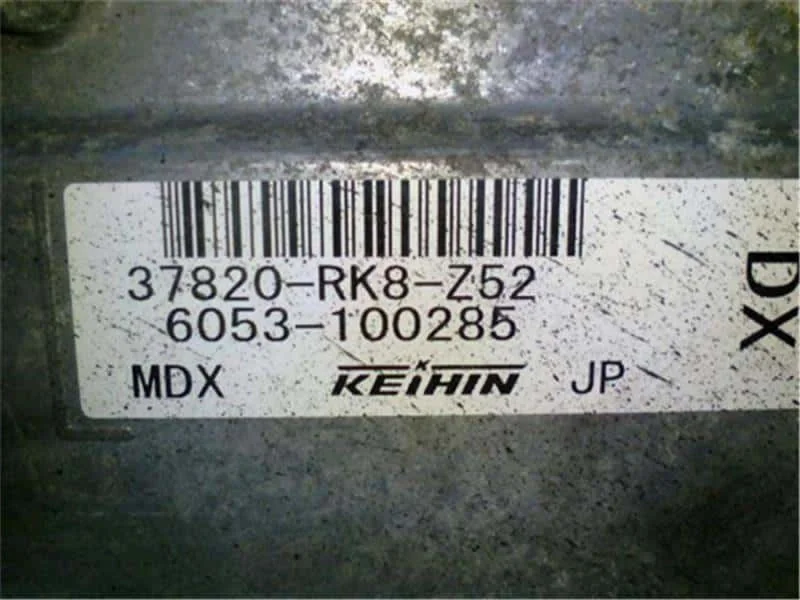 37820-RK8-Z52
6053-100285
MDX KEIHIN JP
DX